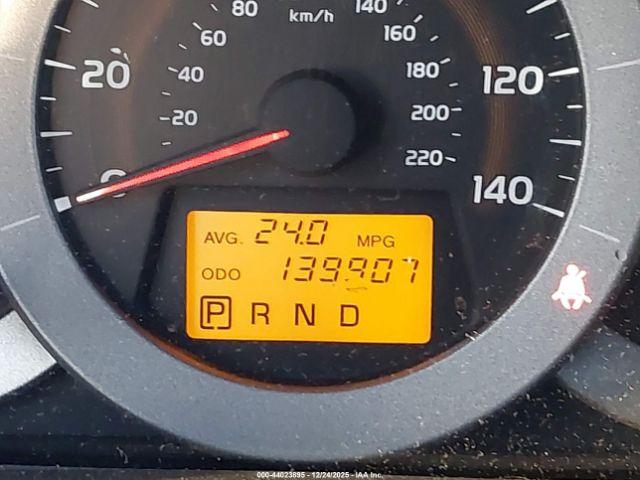 80 km/h 140
60 160
20 40 180 120
20 200
220
0 140
AVG. 24.0 MPG
ODO 139907
P R N D
000-44023895 - 12/24/2025 - IAA Inc.